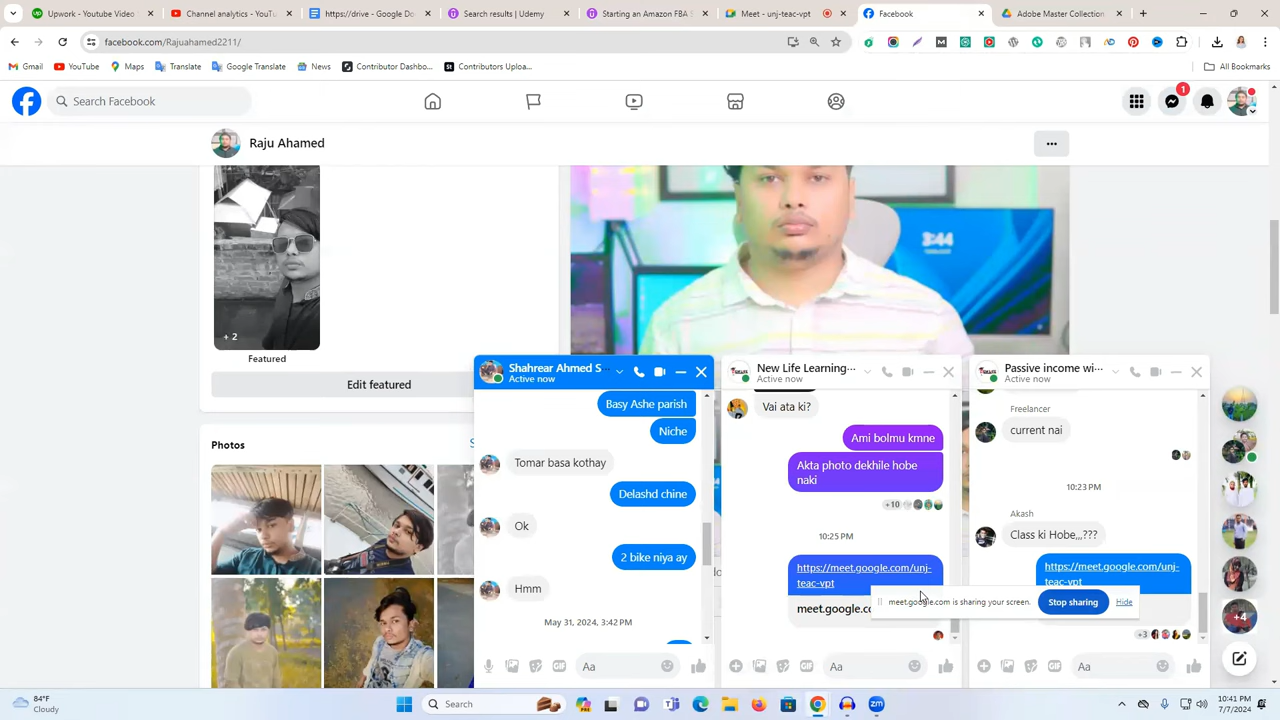 Upwork - Youtube Video
Channel analytics - YouTu
https://drive - Google Do
Search results | Udemy
Starting an Amazon FBA S
Meet - unj-teac-vpt
Facebook
Adobe Master Collection
facebook.com/Rajuahamed2211/
Gmail
YouTube
Maps
Translate
Google Translate
News
Contributor Dashbo...
Contributors Uploa...
All Bookmarks
Search Facebook
1
Raju Ahamed
3:44
+ 2
Featured
Edit featured
Photos
Shahrear Ahmed S...
Active now
Basy Ashe parish
Niche
Tomar basa kothay
Delashd chine
Ok
2 bike niya ay
Hmm
May 31, 2024, 3:42 PM
Aa
GIF
New Life Learning...
Active now
Vai ata ki?
Ami bolmu kmne
Akta photo dekhile hobe
naki
+10
10:25 PM
https://meet.google.com/unj-
teac-vpt
meet.google.co
Aa
GIF
Passive income wi...
Active now
Freelancer
current nai
10:23 PM
Akash
Class ki Hobe,,,???
https://meet.google.com/unj-
teac-vpt
+3
Aa
GIF
meet.google.com is sharing your screen.
Stop sharing
Hide
+4
84°F
Cloudy
Search
10:41 PM
7/7/2024